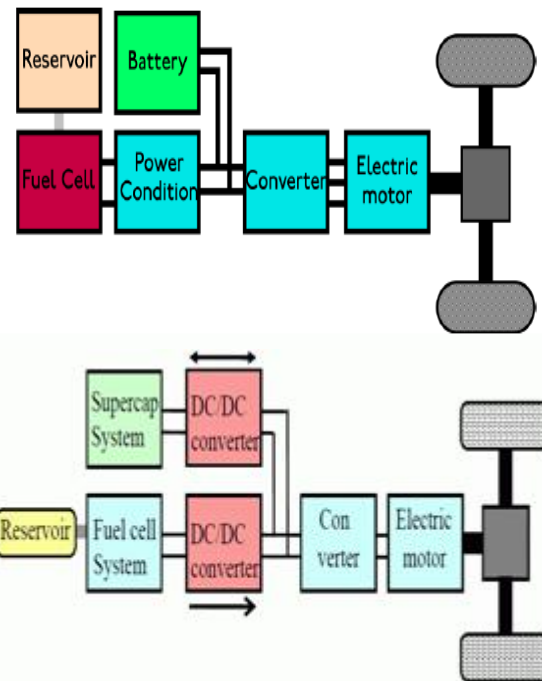 Reservoir
Battery
Fuel Cell
Power
Condition
Converter
Electric
motor
Supercap
System
DC/DC
converter
Reservoir
Fuel cell
System
DC/DC
converter
Con
verter
Electric
motor